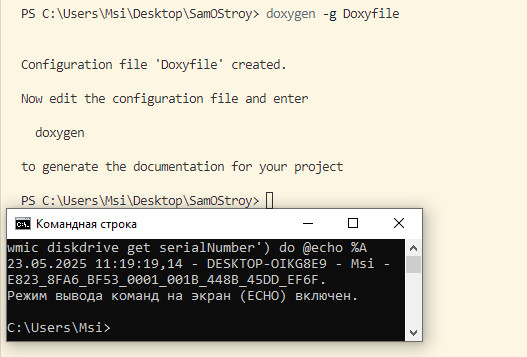 PS C:\Users\Msi\Desktop\SamOStroy> doxygen -g Doxyfile
Configuration file 'Doxyfile' created.
Now edit the configuration file and enter
doxygen
to generate the documentation for your project
PS C:\Users\Msi\Desktop\SamOStroy>
Командная строка
wmic diskdrive get serialNumber') do @echo %A
23.05.2025 11:19:19,14 - DESKTOP-OIKG8E9 - Msi -
E823_8FA6_BF53_0001_001B_448B_45DD_EF6F.
Режим вывода команд на экран (ECHO) включен.
C:\Users\Msi>